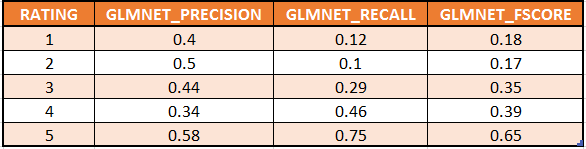 RATING GLMNET_PRECISION GLMNET_RECALL GLMNET_FSCORE
1 0.4 0.12 0.18
2 0.5 0.1 0.17
3 0.44 0.29 0.35
4 0.34 0.46 0.39
5 0.58 0.75 0.65